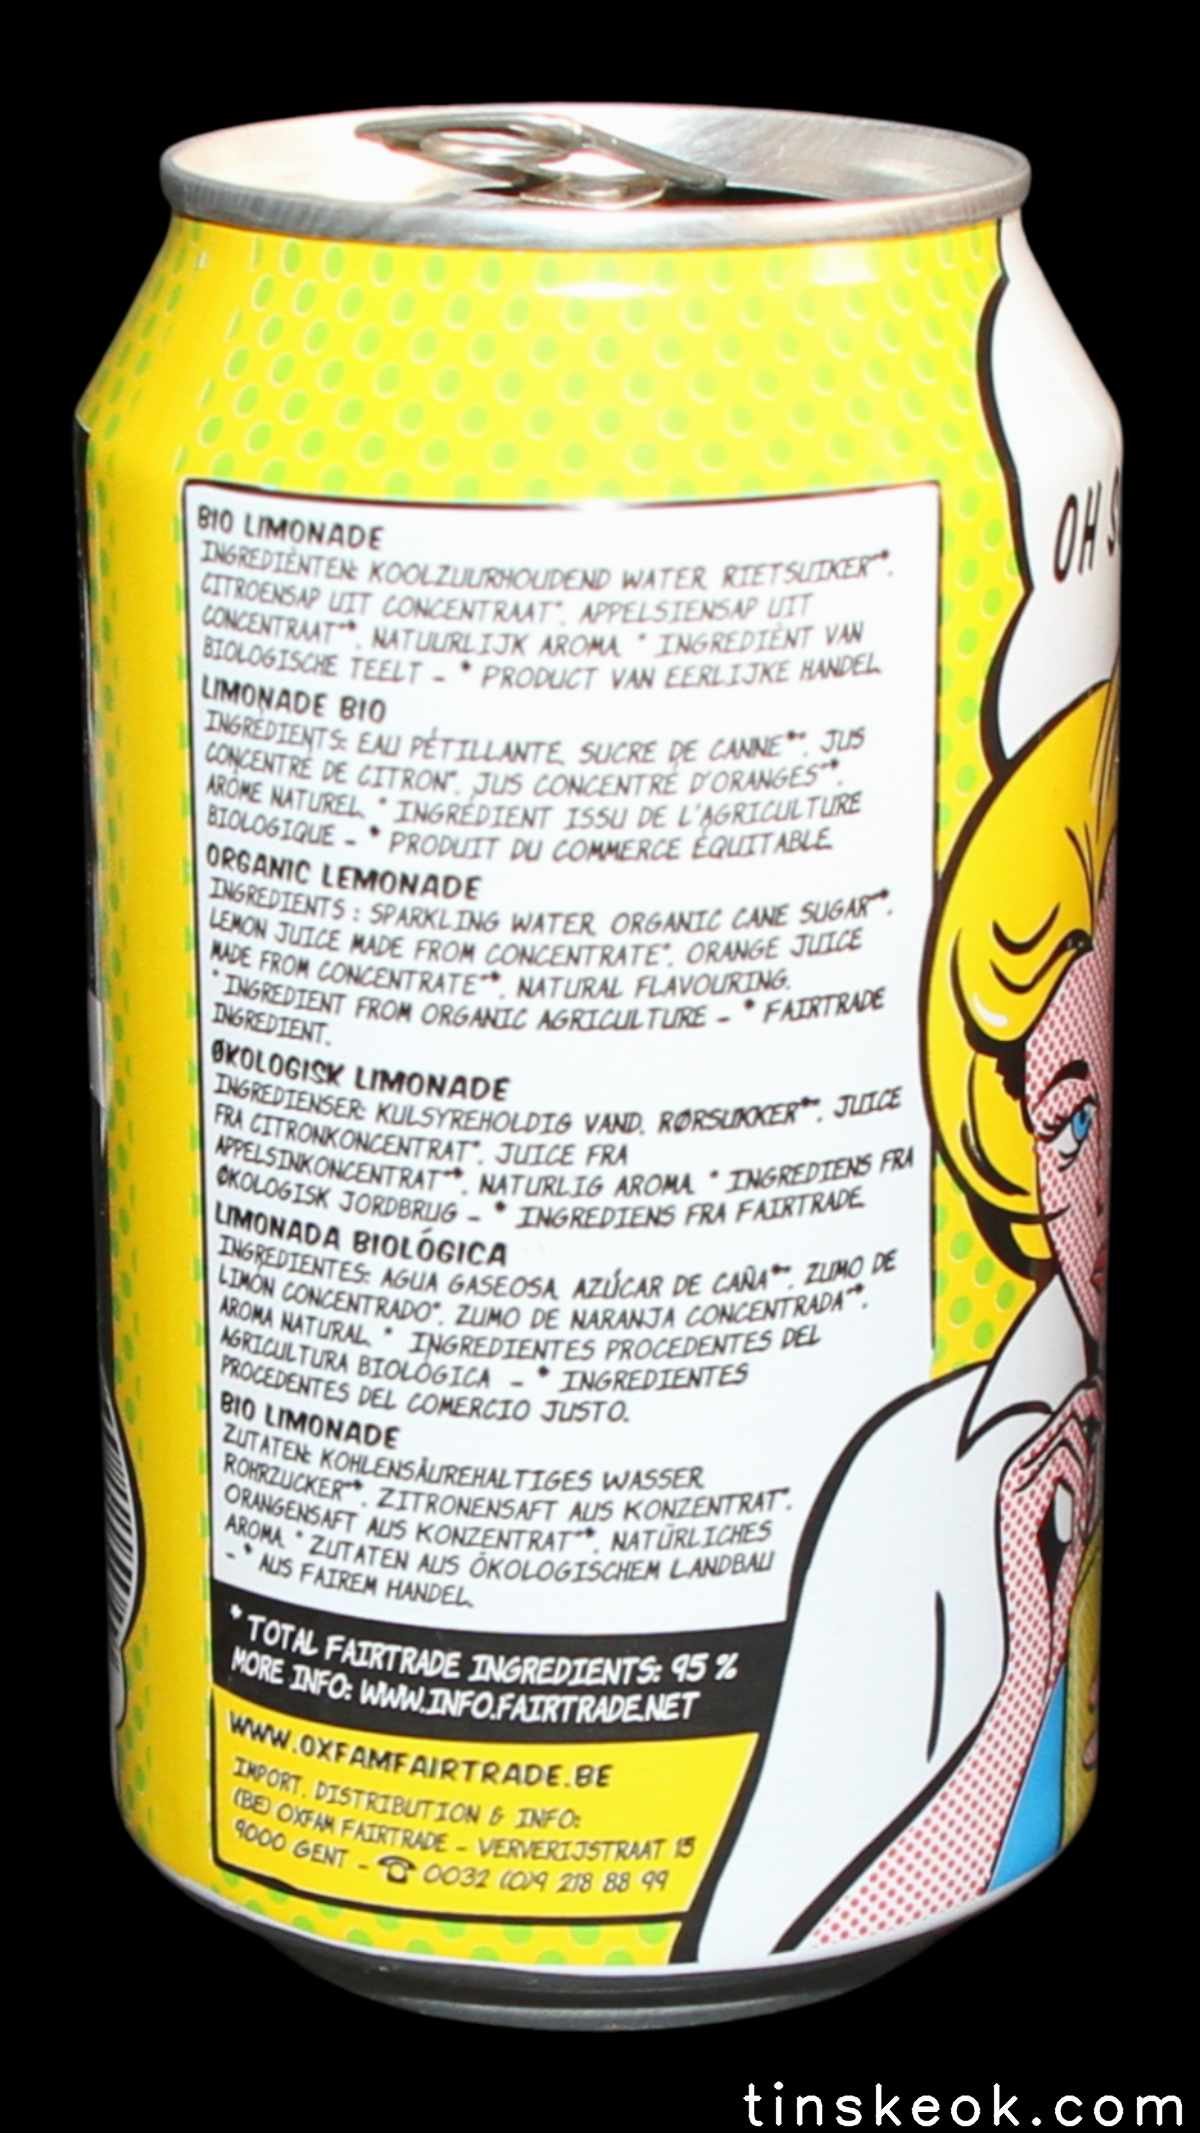 OH
BIO LIMONADE
INGREDIËNTEN: KOOLZUURHOUDEND WATER, RIETSUIKER°*,
CITROENSAP UIT CONCENTRAAT°, APPELSIENSAP UIT
CONCENTRAAT°*, NATUURLIJK AROMA. ° INGREDIËNT VAN
BIOLOGISCHE TEELT - * PRODUCT VAN EERLIJKE HANDEL.
LIMONADE BIO
INGRÉDIENTS: EAU PÉTILLANTE, SUCRE DE CANNE*°, JUS
CONCENTRÉ DE CITRON°, JUS CONCENTRÉ D'ORANGES°*,
ARÔME NATUREL. ° INGRÉDIENT ISSU DE L'AGRICULTURE
BIOLOGIQUE - * PRODUIT DU COMMERCE ÉQUITABLE.
ORGANIC LEMONADE
INGREDIENTS : SPARKLING WATER, ORGANIC CANE SUGAR°*,
LEMON JUICE MADE FROM CONCENTRATE°, ORANGE JUICE
MADE FROM CONCENTRATE°*, NATURAL FLAVOURING.
° INGREDIENT FROM ORGANIC AGRICULTURE - * FAIRTRADE
INGREDIENT.
ØKOLOGISK LIMONADE
INGREDIENSER: KULSYREHOLDIG VAND, RØRSUKKER*°, JUICE
FRA CITRONKONCENTRAT°, JUICE FRA
APPELSINKONCENTRAT°*, NATURLIG AROMA. ° INGREDIENS FRA
ØKOLOGISK JORDBRUG - * INGREDIENS FRA FAIRTRADE.
LIMONADA BIOLÓGICA
INGREDIENTES: AGUA GASEOSA, AZÚCAR DE CAÑA*°, ZUMO DE
LIMÓN CONCENTRADO°, ZUMO DE NARANJA CONCENTRADA°*,
AROMA NATURAL. ° INGREDIENTES PROCEDENTES DEL
AGRICULTURA BIOLÓGICA - * INGREDIENTES
PROCEDENTES DEL COMERCIO JUSTO.
BIO LIMONADE
ZUTATEN: KOHLENSÄUREHALTIGES WASSER,
ROHRZUCKER°*, ZITRONENSAFT AUS KONZENTRAT°,
ORANGENSAFT AUS KONZENTRAT°*, NATÜRLICHES
AROMA. ° ZUTATEN AUS ÖKOLOGISCHEM LANDBAU
- * AUS FAIREM HANDEL.
* TOTAL FAIRTRADE INGREDIENTS: 95 %
MORE INFO: WWW.INFO.FAIRTRADE.NET
WWW.OXFAMFAIRTRADE.BE
IMPORT, DISTRIBUTION & INFO:
(BE) OXFAM FAIRTRADE - VERVERIJSTRAAT 15
9000 GENT - ☎ 0032 (0)9 218 88 99
tinskeok.com